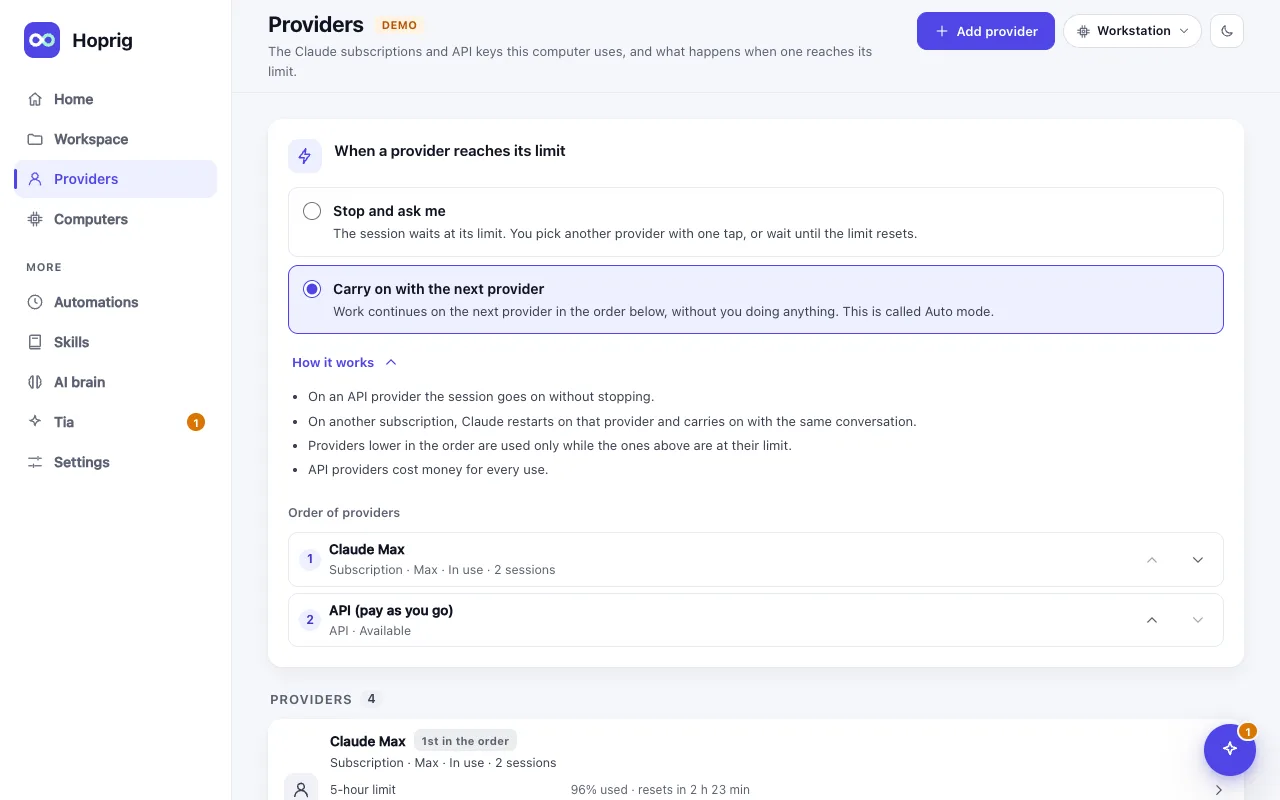 Hoprig
Home
Workspace
Providers
Computers
MORE
Automations
Skills
AI brain
Tia 1
Settings
Providers DEMO
The Claude subscriptions and API keys this computer uses, and what happens when one reaches its
limit.
Add provider
Workstation
When a provider reaches its limit
Stop and ask me
The session waits at its limit. You pick another provider with one tap, or wait until the limit resets.
Carry on with the next provider
Work continues on the next provider in the order below, without you doing anything. This is called Auto mode.
How it works
• On an API provider the session goes on without stopping.
• On another subscription, Claude restarts on that provider and carries on with the same conversation.
• Providers lower in the order are used only while the ones above are at their limit.
• API providers cost money for every use.
Order of providers
1 Claude Max
Subscription · Max · In use · 2 sessions
2 API (pay as you go)
API · Available
PROVIDERS 4
Claude Max 1st in the order
Subscription · Max · In use · 2 sessions
5-hour limit 96% used · resets in 2 h 23 min
1